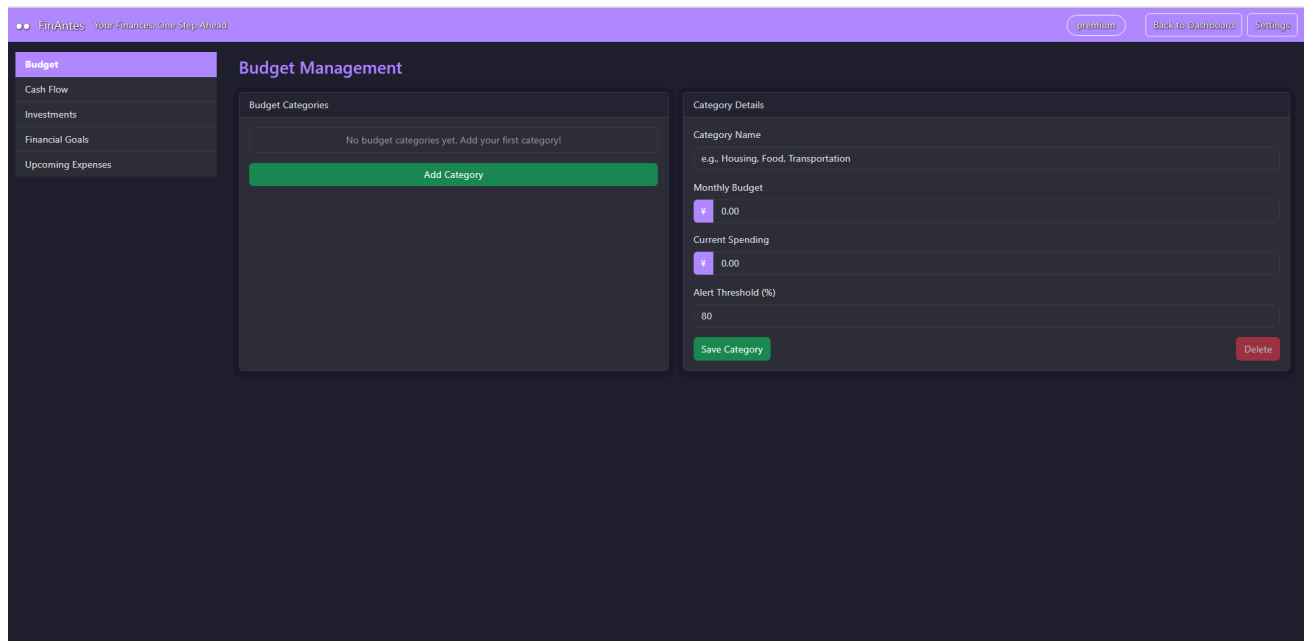 FinAntes Your Finances, One Step Ahead
premium Back to Dashboard Settings
Budget
Cash Flow
Investments
Financial Goals
Upcoming Expenses
Budget Management
Budget Categories
No budget categories yet. Add your first category!
Add Category
Category Details
Category Name
e.g., Housing, Food, Transportation
Monthly Budget
¥ 0.00
Current Spending
¥ 0.00
Alert Threshold (%)
80
Save Category Delete